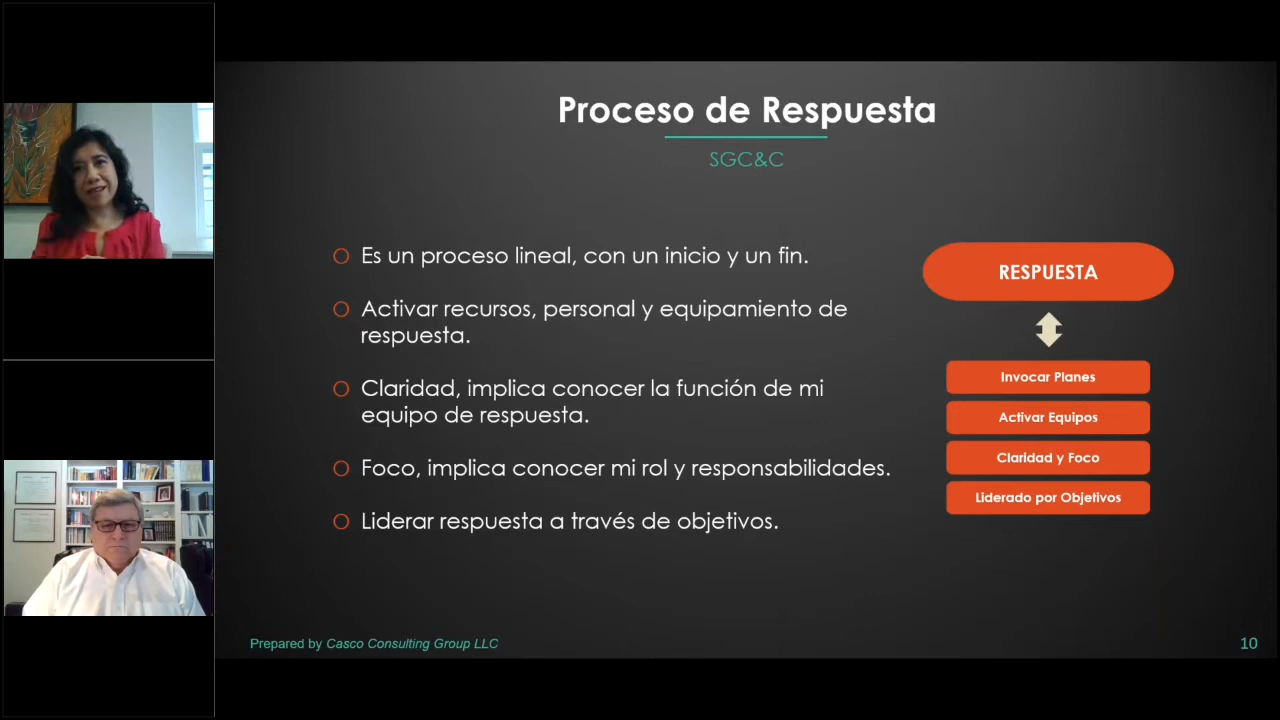 Proceso de Respuesta
SGC&C
Es un proceso lineal, con un inicio y un fin.
Activar recursos, personal y equipamiento de
respuesta.
Claridad, implica conocer la función de mi
equipo de respuesta.
Foco, implica conocer mi rol y responsabilidades.
Liderar respuesta a través de objetivos.
RESPUESTA
Invocar Planes
Activar Equipos
Claridad y Foco
Liderado por Objetivos
Prepared by Casco Consulting Group LLC
10